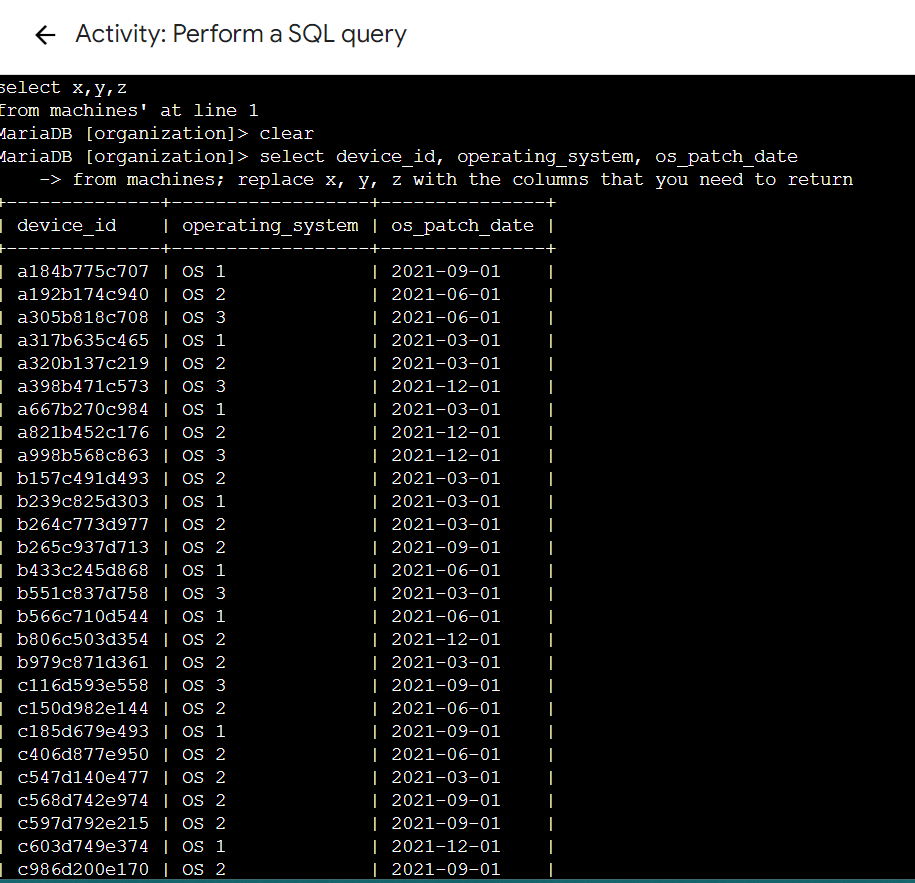 ← Activity: Perform a SQL query
select x,y,z
from machines' at line 1
MariaDB [organization]> clear
MariaDB [organization]> select device_id, operating_system, os_patch_date
    -> from machines; replace x, y, z with the columns that you need to return
+--------------+------------------+---------------+
| device_id    | operating_system | os_patch_date |
+--------------+------------------+---------------+
| a184b775c707 | OS 1             | 2021-09-01    |
| a192b174c940 | OS 2             | 2021-06-01    |
| a305b818c708 | OS 3             | 2021-06-01    |
| a317b635c465 | OS 1             | 2021-03-01    |
| a320b137c219 | OS 2             | 2021-03-01    |
| a398b471c573 | OS 3             | 2021-12-01    |
| a667b270c984 | OS 1             | 2021-03-01    |
| a821b452c176 | OS 2             | 2021-12-01    |
| a998b568c863 | OS 3             | 2021-12-01    |
| b157c491d493 | OS 2             | 2021-03-01    |
| b239c825d303 | OS 1             | 2021-03-01    |
| b264c773d977 | OS 2             | 2021-03-01    |
| b265c937d713 | OS 2             | 2021-09-01    |
| b433c245d868 | OS 1             | 2021-06-01    |
| b551c837d758 | OS 3             | 2021-03-01    |
| b566c710d544 | OS 1             | 2021-06-01    |
| b806c503d354 | OS 2             | 2021-12-01    |
| b979c871d361 | OS 2             | 2021-03-01    |
| c116d593e558 | OS 3             | 2021-09-01    |
| c150d982e144 | OS 2             | 2021-06-01    |
| c185d679e493 | OS 1             | 2021-09-01    |
| c406d877e950 | OS 2             | 2021-06-01    |
| c547d140e477 | OS 2             | 2021-03-01    |
| c568d742e974 | OS 2             | 2021-09-01    |
| c597d792e215 | OS 2             | 2021-09-01    |
| c603d749e374 | OS 1             | 2021-12-01    |
| c986d200e170 | OS 2             | 2021-09-01    |